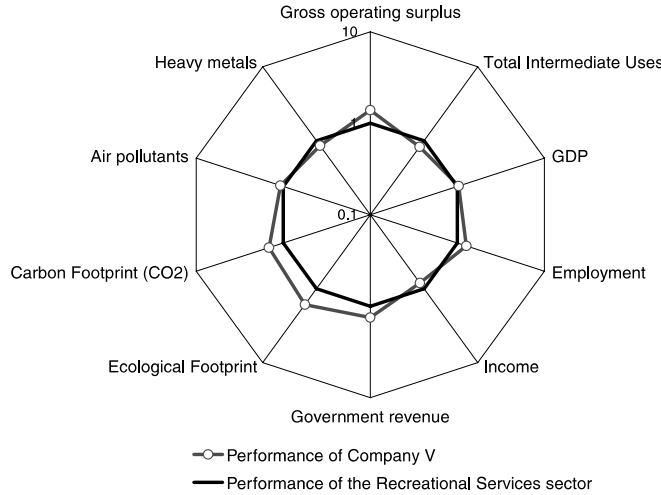 Gross operating surplus
10
Heavy metals
Total Intermediate Uses
1
Air pollutants
GDP
0.1
Carbon Footprint (CO2)
Employment
Ecological Footprint
Income
Government revenue
Performance of Company V
Performance of the Recreational Services sector